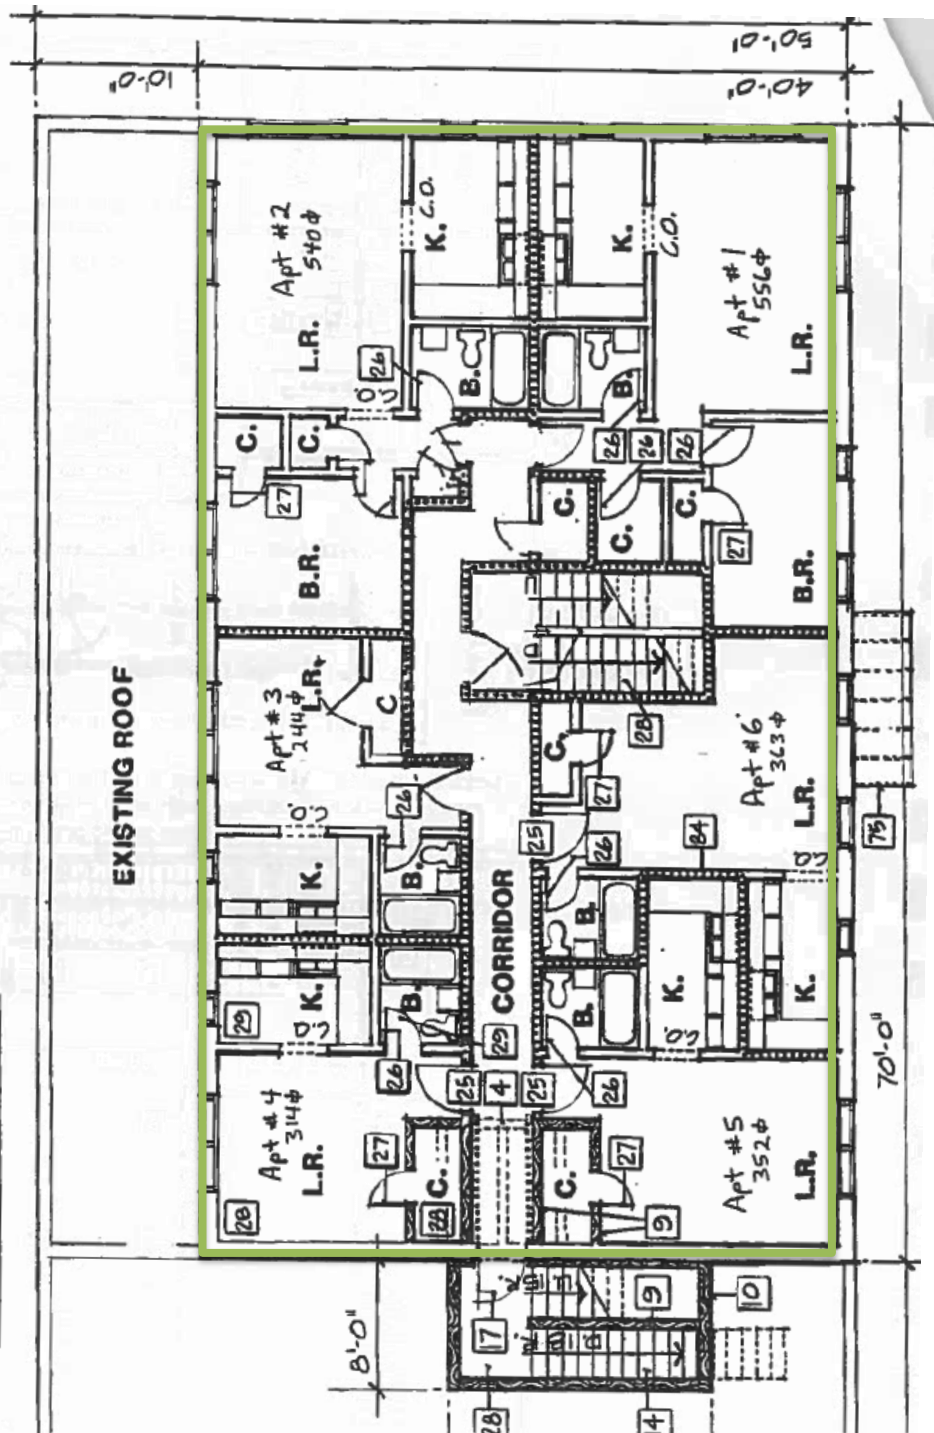 50'-0"
10'-0"
40'-0"
Apt #2
540⌀
L.R.
K.
C.O.
K.
C.O.
Apt #1
556⌀
L.R.
26
B.
B.
26
26
26
C.
C.
27
C.
C.
C.
27
B.R.
B.R.
EXISTING ROOF
Apt #3
244⌀
L.R.
C
28
C.
Apt #6
363⌀
L.R.
26
27
25
26
84
75
C.O.
K.
B.
CORRIDOR
B.
29
K.
B.
29
B.
K.
C.O.
K.
70'-0"
26
25
4
25
26
Apt #4
314⌀
L.R.
27
C.
28
28
C.
27
9
Apt #5
352⌀
L.R.
8'-0"
17
9
10
28
14